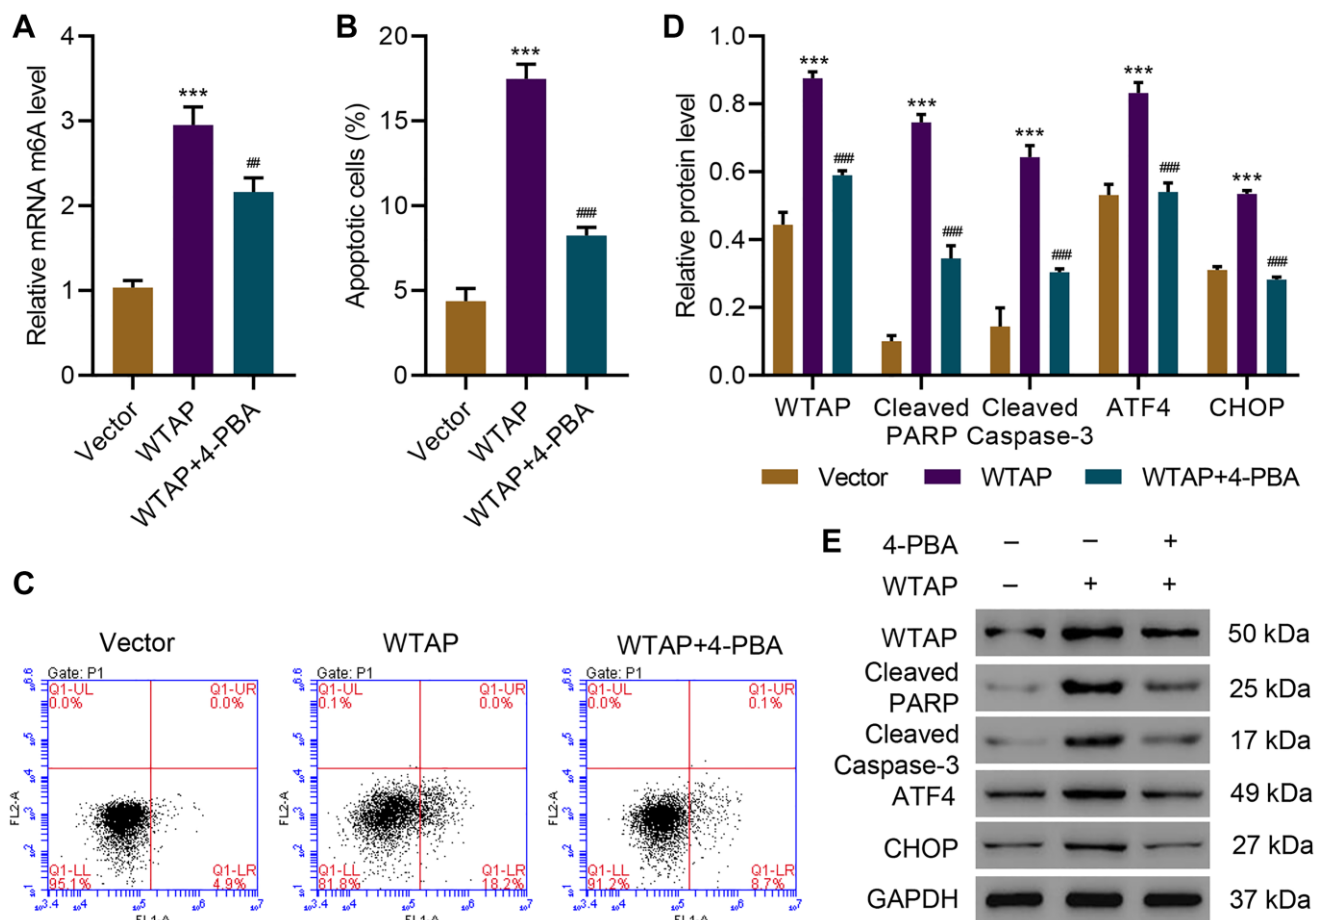 A
Relative mRNA m6A level
4
3
2
1
0
***
##
Vector
WTAP
WTAP+4-PBA
B
Apoptotic cells (%)
20
15
10
5
0
***
###
Vector
WTAP
WTAP+4-PBA
D
Relative protein level
1.0
0.8
0.6
0.4
0.2
0.0
***
###
***
###
***
###
***
###
***
###
WTAP
Cleaved
PARP
Cleaved
Caspase-3
ATF4
CHOP
Vector
WTAP
WTAP+4-PBA
C
Vector
Gate: P1
Q1-UL
0.0%
Q1-UR
0.0%
Q1-LL
95.1%
Q1-LR
4.9%
FL2-A
FL1-A
WTAP
Gate: P1
Q1-UL
0.1%
Q1-UR
0.0%
Q1-LL
81.8%
Q1-LR
18.2%
FL2-A
FL1-A
WTAP+4-PBA
Gate: P1
Q1-UL
0.0%
Q1-UR
0.1%
Q1-LL
91.2%
Q1-LR
8.7%
FL2-A
FL1-A
E
4-PBA − − +
WTAP − + +
WTAP 50 kDa
Cleaved
PARP 25 kDa
Cleaved
Caspase-3 17 kDa
ATF4 49 kDa
CHOP 27 kDa
GAPDH 37 kDa